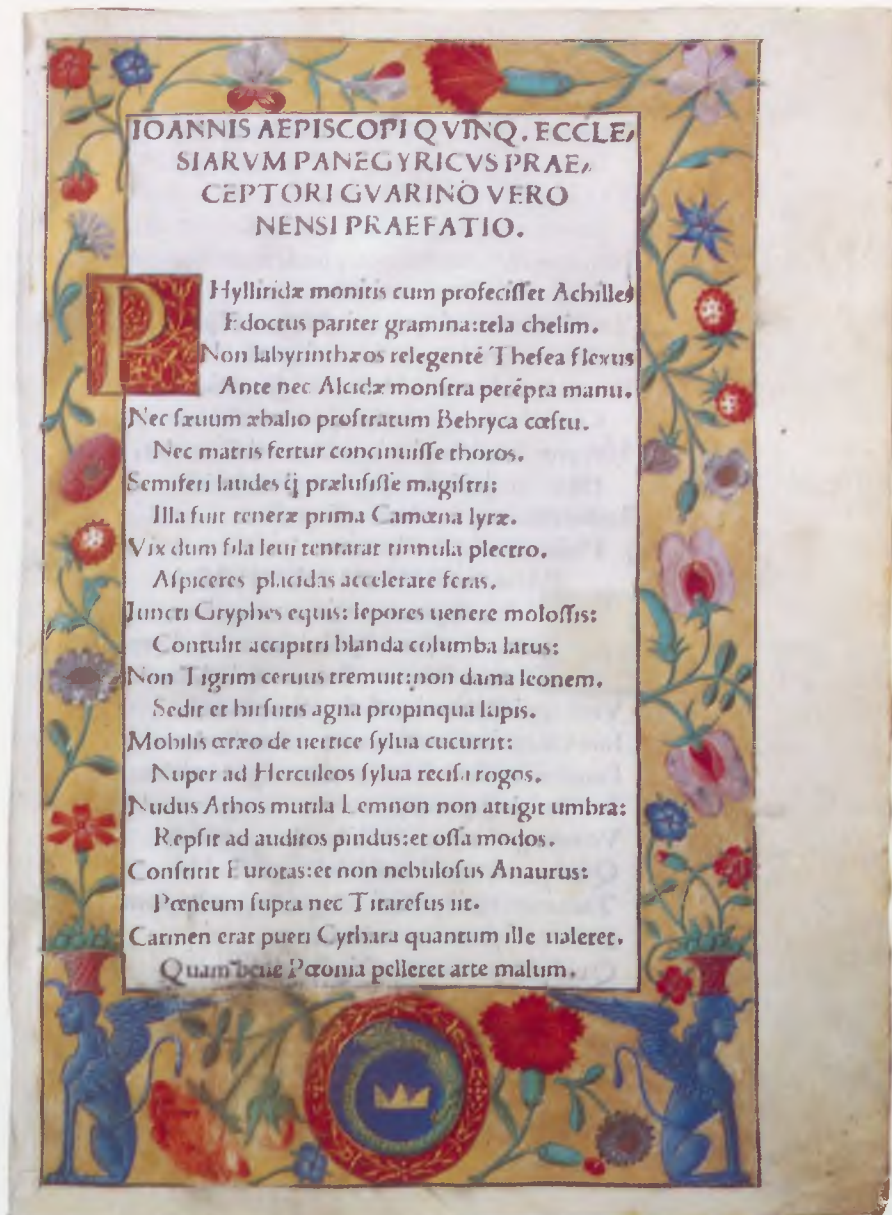 IOANNIS AEPISCOPI QVINQ. ECCLE,
SIARVM PANEGYRICVS PRAE,
CEPTORI GVARINO VERO
NENSI PRAEFATIO.
PHylliridæ monitis cum profeciſſet Achilles
Edoctus pariter gramina:tela chelim.
Non labyrinthæos relegenté Theſea flexus
Ante nec Alcidæ monſtra perépta manu.
Nec ſæuum æbalio proſtratum Bebryca cœſtu.
Nec matris fertur concinuiſſe thoros.
Semiferi laudes ꝗ præluſiſſe magiſtri:
Illa fuit teneræ prima Camœna lyræ.
Vix dum fila leui tentarat tinnula plectro.
Aſpiceres placidas accelerare feras.
Iuncti Gryphes equis: lepores uenere moloſſis:
Contulit accipitri blanda columba latus:
Non Tigrim ceruus tremuit:non dama leonem.
Sedit et hirſutis agna propinqua lupis.
Mobilis œtæo de uertice ſylua cucurrit:
Nuper ad Herculeos ſylua reciſa rogos.
Nudus Athos mutila Lemnon non attigit umbra:
Repſit ad auditos pindus:et oſſa modos.
Conſtitit Eurotas:et non nebuloſus Anaurus:
Pœneum ſupra nec Titareſus iit.
Carmen erat pueri Cythara quantum ille ualeret.
Quam bene Pœonia pelleret arte malum.